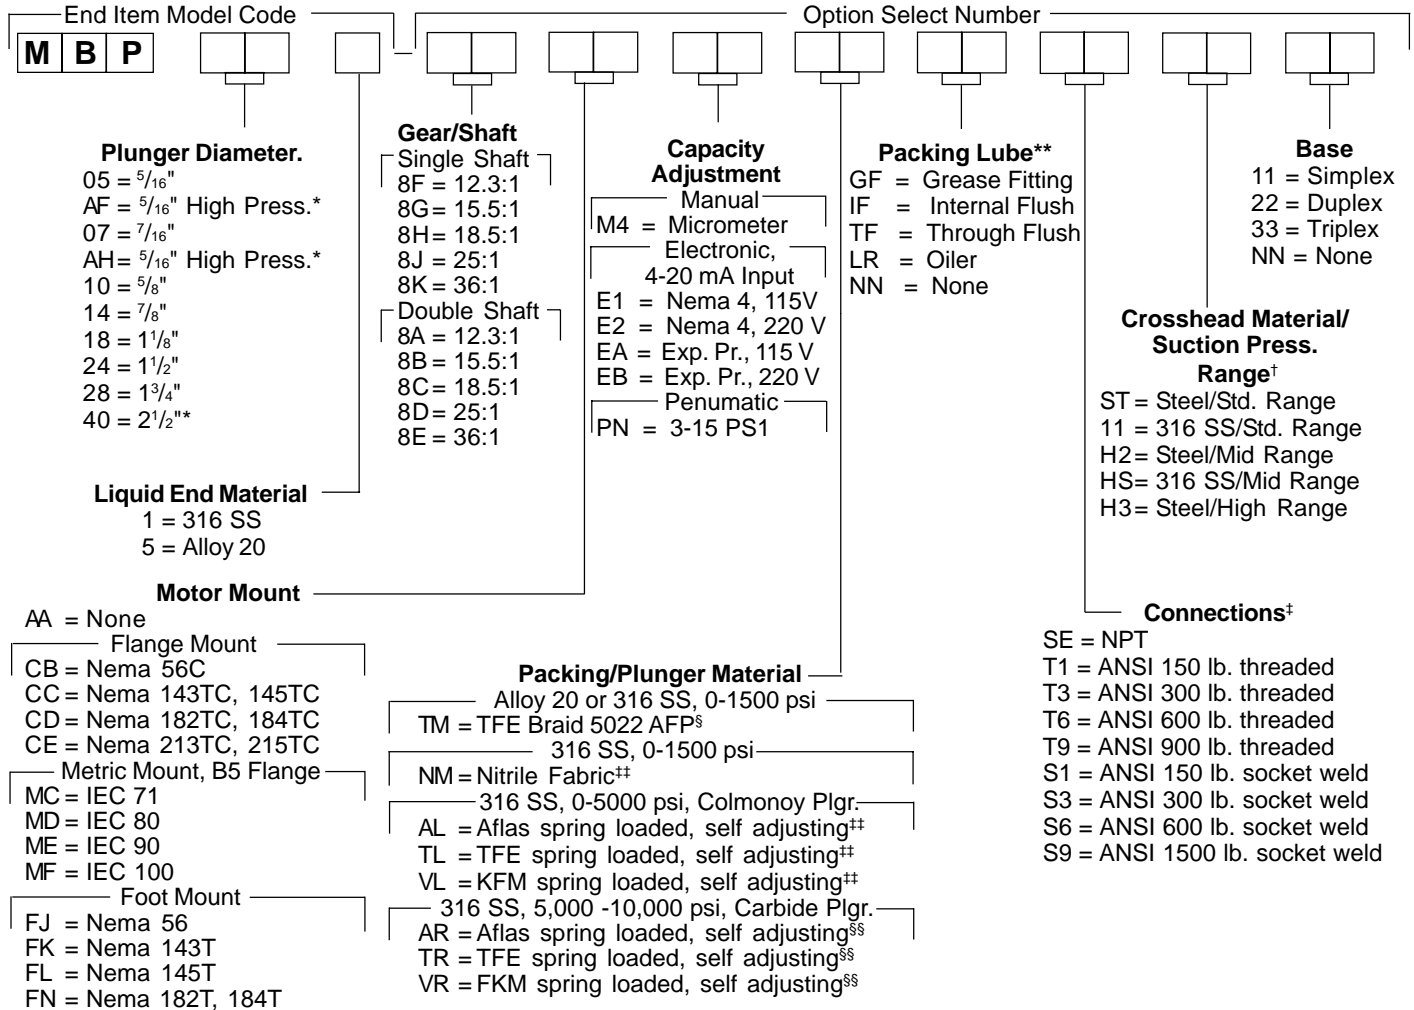 End Item Model Code
Option Select Number
M B P
Plunger Diameter.
05 = 5/16"
AF = 5/16" High Press.*
07 = 7/16"
AH= 5/16" High Press.*
10 = 5/8"
14 = 7/8"
18 = 1 1/8"
24 = 1 1/2"
28 = 1 3/4"
40 = 2 1/2"*
Liquid End Material
1 = 316 SS
5 = Alloy 20
Gear/Shaft
Single Shaft
8F = 12.3:1
8G = 15.5:1
8H = 18.5:1
8J = 25:1
8K = 36:1
Double Shaft
8A = 12.3:1
8B = 15.5:1
8C = 18.5:1
8D = 25:1
8E = 36:1
Motor Mount
AA = None
Flange Mount
CB = Nema 56C
CC = Nema 143TC, 145TC
CD = Nema 182TC, 184TC
CE = Nema 213TC, 215TC
Metric Mount, B5 Flange
MC = IEC 71
MD = IEC 80
ME = IEC 90
MF = IEC 100
Foot Mount
FJ = Nema 56
FK = Nema 143T
FL = Nema 145T
FN = Nema 182T, 184T
Capacity
Adjustment
Manual
M4 = Micrometer
Electronic,
4-20 mA Input
E1 = Nema 4, 115V
E2 = Nema 4, 220 V
EA = Exp. Pr., 115 V
EB = Exp. Pr., 220 V
Penumatic
PN = 3-15 PS1
Packing/Plunger Material
Alloy 20 or 316 SS, 0-1500 psi
TM = TFE Braid 5022 AFP§
316 SS, 0-1500 psi
NM = Nitrile Fabric‡‡
316 SS, 0-5000 psi, Colmonoy Plgr.
AL = Aflas spring loaded, self adjusting‡‡
TL = TFE spring loaded, self adjusting‡‡
VL = KFM spring loaded, self adjusting‡‡
316 SS, 5,000 -10,000 psi, Carbide Plgr.
AR = Aflas spring loaded, self adjusting§§
TR = TFE spring loaded, self adjusting§§
VR = FKM spring loaded, self adjusting§§
Packing Lube**
GF = Grease Fitting
IF = Internal Flush
TF = Through Flush
LR = Oiler
NN = None
Connections‡
SE = NPT
T1 = ANSI 150 lb. threaded
T3 = ANSI 300 lb. threaded
T6 = ANSI 600 lb. threaded
T9 = ANSI 900 lb. threaded
S1 = ANSI 150 lb. socket weld
S3 = ANSI 300 lb. socket weld
S6 = ANSI 600 lb. socket weld
S9 = ANSI 1500 lb. socket weld
Crosshead Material/
Suction Press.
Range†
ST = Steel/Std. Range
11 = 316 SS/Std. Range
H2= Steel/Mid Range
HS= 316 SS/Mid Range
H3= Steel/High Range
Base
11 = Simplex
22 = Duplex
33 = Triplex
NN = None